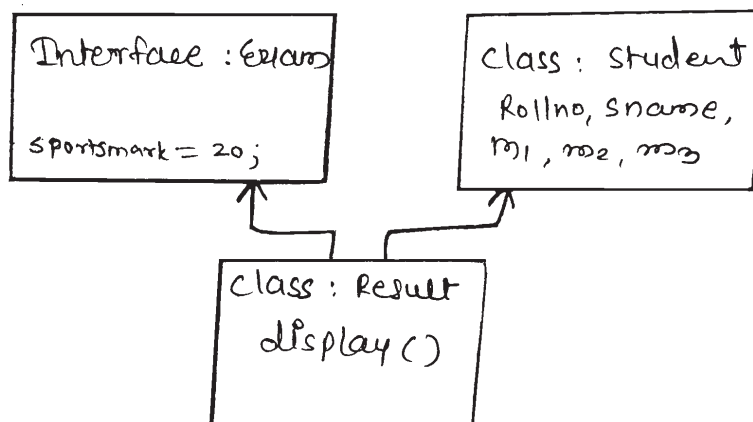 Interface : Exam
sportsmark = 20;
class : Student
Rollno, Sname,
m1, m2, m3
class : Result
display()